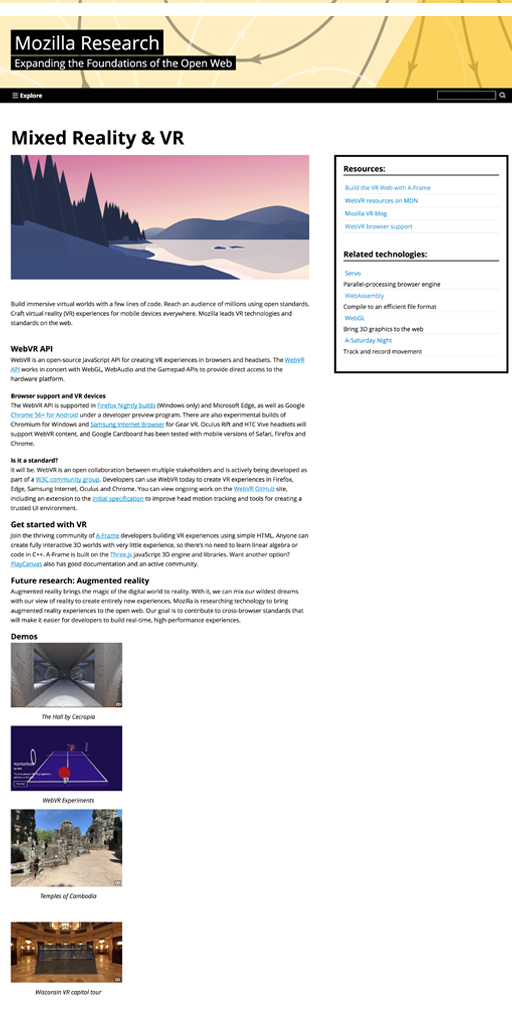 Mozilla Research
Expanding the Foundations of the Open Web
Explore
Mixed Reality & VR
Build immersive virtual worlds with a few lines of code. Reach an audience of millions using open standards.
Craft virtual reality (VR) experiences for mobile devices everywhere. Mozilla leads VR technologies and
standards on the web.
WebVR API
WebVR is an open-source JavaScript API for creating VR experiences in browsers and headsets. The WebVR
API works in concert with WebGL, WebAudio and the Gamepad APIs to provide direct access to the
hardware platform.
Browser support and VR devices
The WebVR API is supported in Firefox Nightly builds (Windows only) and Microsoft Edge, as well as Google
Chrome 56+ for Android under a developer preview program. There are also experimental builds of
Chromium for Windows and Samsung Internet Browser for Gear VR. Oculus Rift and HTC Vive headsets will
support WebVR content, and Google Cardboard has been tested with mobile versions of Safari, Firefox and
Chrome.
Is it a standard?
It will be. WebVR is an open collaboration between multiple stakeholders and is actively being developed as
part of a W3C community group. Developers can use WebVR today to create VR experiences in Firefox,
Edge, Samsung Internet, Oculus and Chrome. You can view ongoing work on the WebVR GitHub site,
including an extension to the initial specification to improve head motion tracking and tools for creating a
trusted UI environment.
Get started with VR
Join the thriving community of A-Frame developers building VR experiences using simple HTML. Anyone can
create fully interactive 3D worlds with very little experience, so there's no need to learn linear algebra or
code in C++. A-Frame is built on the Three.js JavaScript 3D engine and libraries. Want another option?
PlayCanvas also has good documentation and an active community.
Future research: Augmented reality
Augmented reality brings the magic of the digital world to reality. With it, we can mix our wildest dreams
with our view of reality to create entirely new experiences. Mozilla is researching technology to bring
augmented reality experiences to the open web. Our goal is to contribute to cross-browser standards that
will make it easier for developers to build real-time, high-performance experiences.
Demos
The Hall by Cecropia
WebVR Experiments
Temples of Cambodia
Wisconsin VR capitol tour
Resources:
Build the VR Web with A-Frame
WebVR resources on MDN
Mozilla VR blog
WebVR browser support
Related technologies:
Servo
Parallel-processing browser engine
WebAssembly
Compile to an efficient file format
WebGL
Bring 3D graphics to the web
A-Saturday Night
Track and record movement